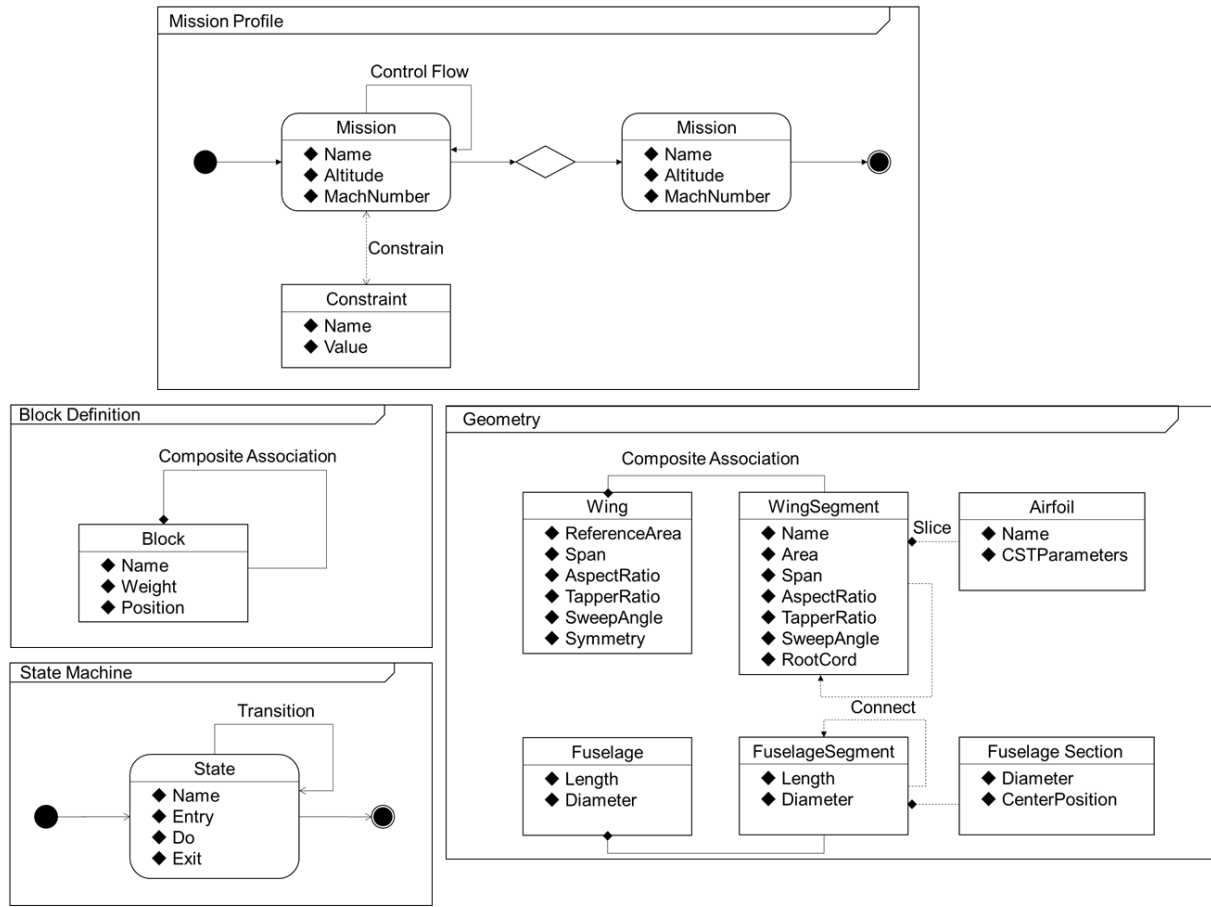 Mission Profile
Control Flow
Mission
Name
Altitude
MachNumber
Mission
Name
Altitude
MachNumber
Constrain
Constraint
Name
Value
Block Definition
Composite Association
Block
Name
Weight
Position
State Machine
Transition
State
Name
Entry
Do
Exit
Geometry
Composite Association
Wing
ReferenceArea
Span
AspectRatio
TapperRatio
SweepAngle
Symmetry
WingSegment
Name
Area
Span
AspectRatio
TapperRatio
SweepAngle
RootCord
Slice
Airfoil
Name
CSTParameters
Connect
Fuselage
Length
Diameter
FuselageSegment
Length
Diameter
Fuselage Section
Diameter
CenterPosition